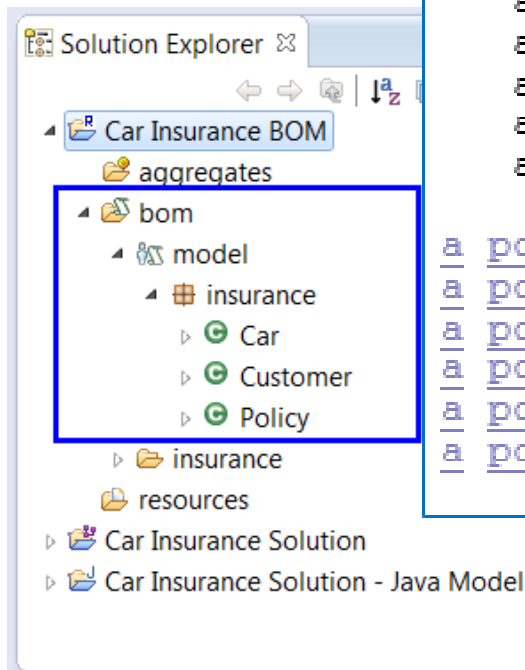 Solution Explorer
Car Insurance BOM
aggregates
bom
model
insurance
Car
Customer
Policy
insurance
resources
Car Insurance Solution
Car Insurance Solution - Java Model
a
a
a
a
a
a